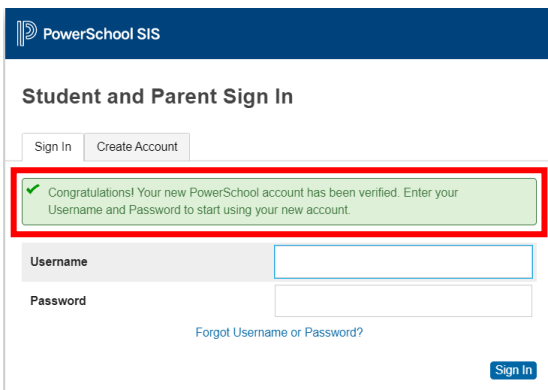 PowerSchool SIS
Student and Parent Sign In
Sign In Create Account
Congratulations! Your new PowerSchool account has been verified. Enter your
Username and Password to start using your new account.
Username
Password
Forgot Username or Password?
Sign In